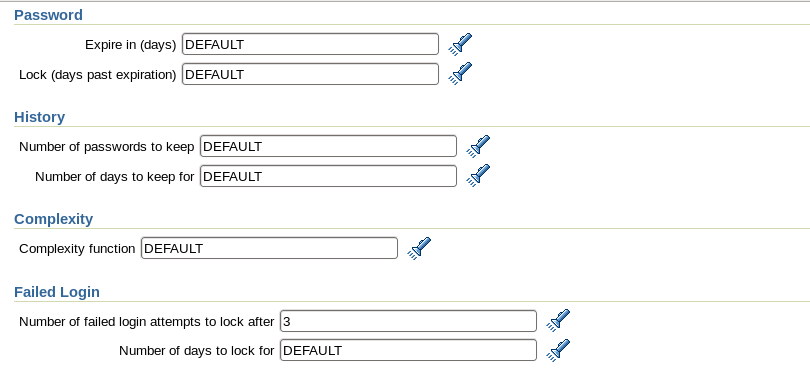 Password
Expire in (days) DEFAULT
Lock (days past expiration) DEFAULT
History
Number of passwords to keep DEFAULT
Number of days to keep for DEFAULT
Complexity
Complexity function DEFAULT
Failed Login
Number of failed login attempts to lock after 3
Number of days to lock for DEFAULT